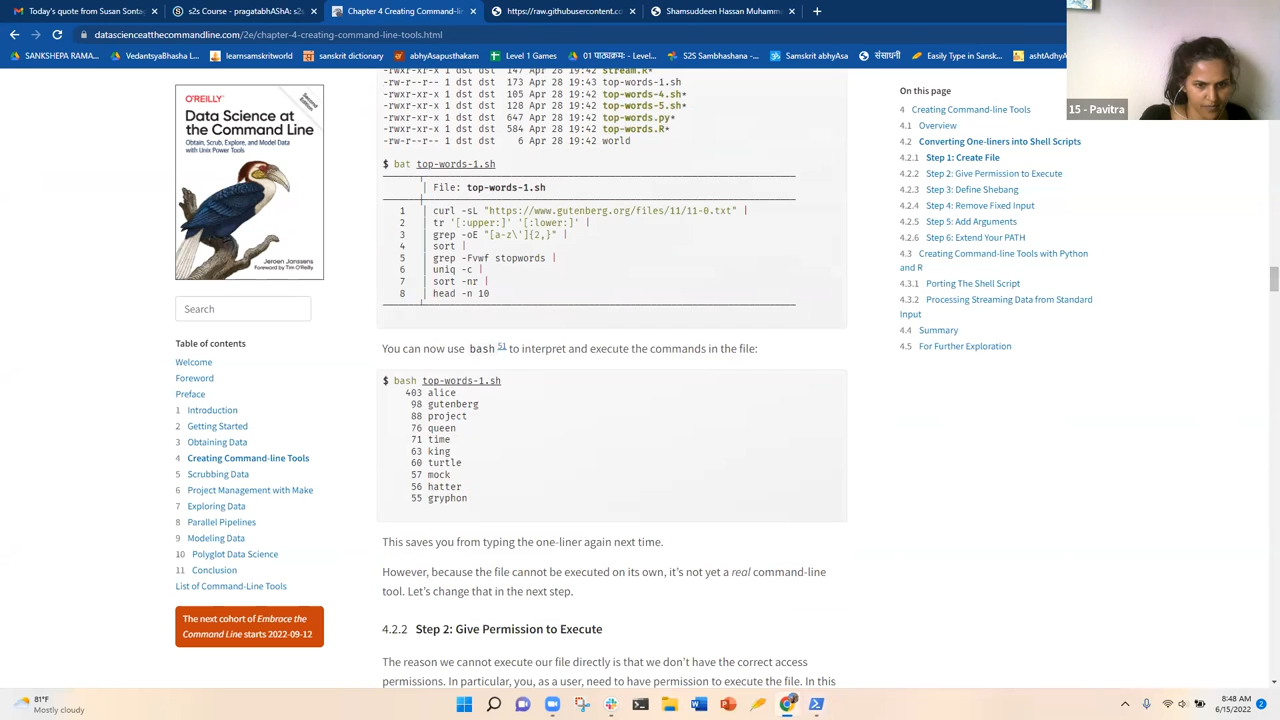 Today's quote from Susan Sontag
s2s Sanskrit
Chapter 4 Creating Command-lin
https://raw.githubusercontent.co
Shamsuddeen Hassan Muhamm
datascienceatthecommandline.com/2e/chapter-4-creating-command-line-tools.html
SANKSHEPA RAMA...
VedantasyaBhasha L...
sanskrit dictionary
abhyAsapusthakam
Level 1 Games
01 पाठ्यक्रमः - Level...
S2S Sambhashana -...
Sanskrit abhyAsa
संसाधनी
Easily Type in Sanskr...
ashtAdhyA
15 - Pavitra
O'REILLY
Second Edition
Data Science at
the Command Line
Obtain, Scrub, Explore, and Model Data
with Unix Power Tools
Jeroen Janssens
Foreword by Tim O'Reilly
Search
Table of contents
Welcome
Foreword
Preface
1 Introduction
2 Getting Started
3 Obtaining Data
4 Creating Command-line Tools
5 Scrubbing Data
6 Project Management with Make
7 Exploring Data
8 Parallel Pipelines
9 Modeling Data
10 Polyglot Data Science
11 Conclusion
List of Command-Line Tools
The next cohort of Embrace the
Command Line starts 2022-09-12
-rwxr-xr-x 1 dst dst 147 Apr 28 19:42 stream.R*
-rw-r--r-- 1 dst dst 173 Apr 28 19:43 top-words-1.sh
-rwxr-xr-x 1 dst dst 105 Apr 28 19:42 top-words-4.sh*
-rwxr-xr-x 1 dst dst 128 Apr 28 19:42 top-words-5.sh*
-rwxr-xr-x 1 dst dst 647 Apr 28 19:42 top-words.py*
-rwxr-xr-x 1 dst dst 584 Apr 28 19:42 top-words.R*
-rw-r--r-- 1 dst dst 6 Apr 28 19:42 world
$ bat top-words-1.sh
File: top-words-1.sh
1 curl -sL "https://www.gutenberg.org/files/11/11-0.txt" |
2 tr '[:upper:]' '[:lower:]' |
3 grep -oE "[a-z\']{2,}" |
4 sort |
5 grep -Fvwf stopwords |
6 uniq -c |
7 sort -nr |
8 head -n 10
You can now use bash 51 to interpret and execute the commands in the file:
$ bash top-words-1.sh
403 alice
98 gutenberg
88 project
76 queen
71 time
63 king
60 turtle
57 mock
56 hatter
55 gryphon
This saves you from typing the one-liner again next time.
However, because the file cannot be executed on its own, it's not yet a real command-line
tool. Let's change that in the next step.
4.2.2 Step 2: Give Permission to Execute
The reason we cannot execute our file directly is that we don't have the correct access
permissions. In particular, you, as a user, need to have permission to execute the file. In this
On this page
4 Creating Command-line Tools
4.1 Overview
4.2 Converting One-liners into Shell Scripts
4.2.1 Step 1: Create File
4.2.2 Step 2: Give Permission to Execute
4.2.3 Step 3: Define Shebang
4.2.4 Step 4: Remove Fixed Input
4.2.5 Step 5: Add Arguments
4.2.6 Step 6: Extend Your PATH
4.3 Creating Command-line Tools with Python
and R
4.3.1 Porting The Shell Script
4.3.2 Processing Streaming Data from Standard
Input
4.4 Summary
4.5 For Further Exploration
81°F
Mostly cloudy
8:48 AM
6/15/2022
2